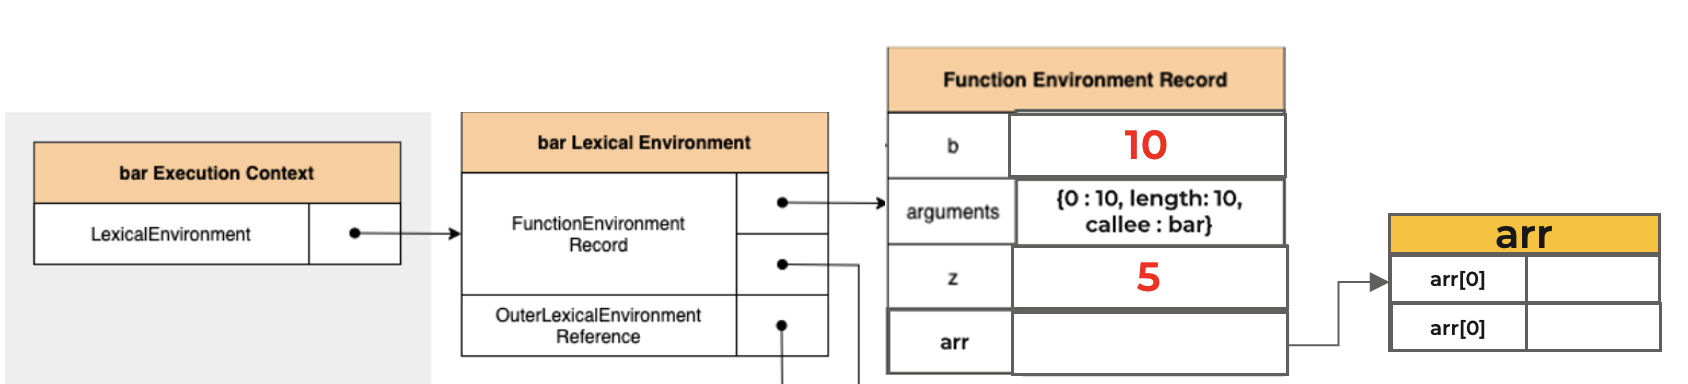 bar Execution Context
LexicalEnvironment
bar Lexical Environment
FunctionEnvironment
Record
OuterLexicalEnvironment
Reference
Function Environment Record
b
10
arguments
{0 : 10, length: 10,
callee : bar}
z
5
arr
arr
arr[0]
arr[0]